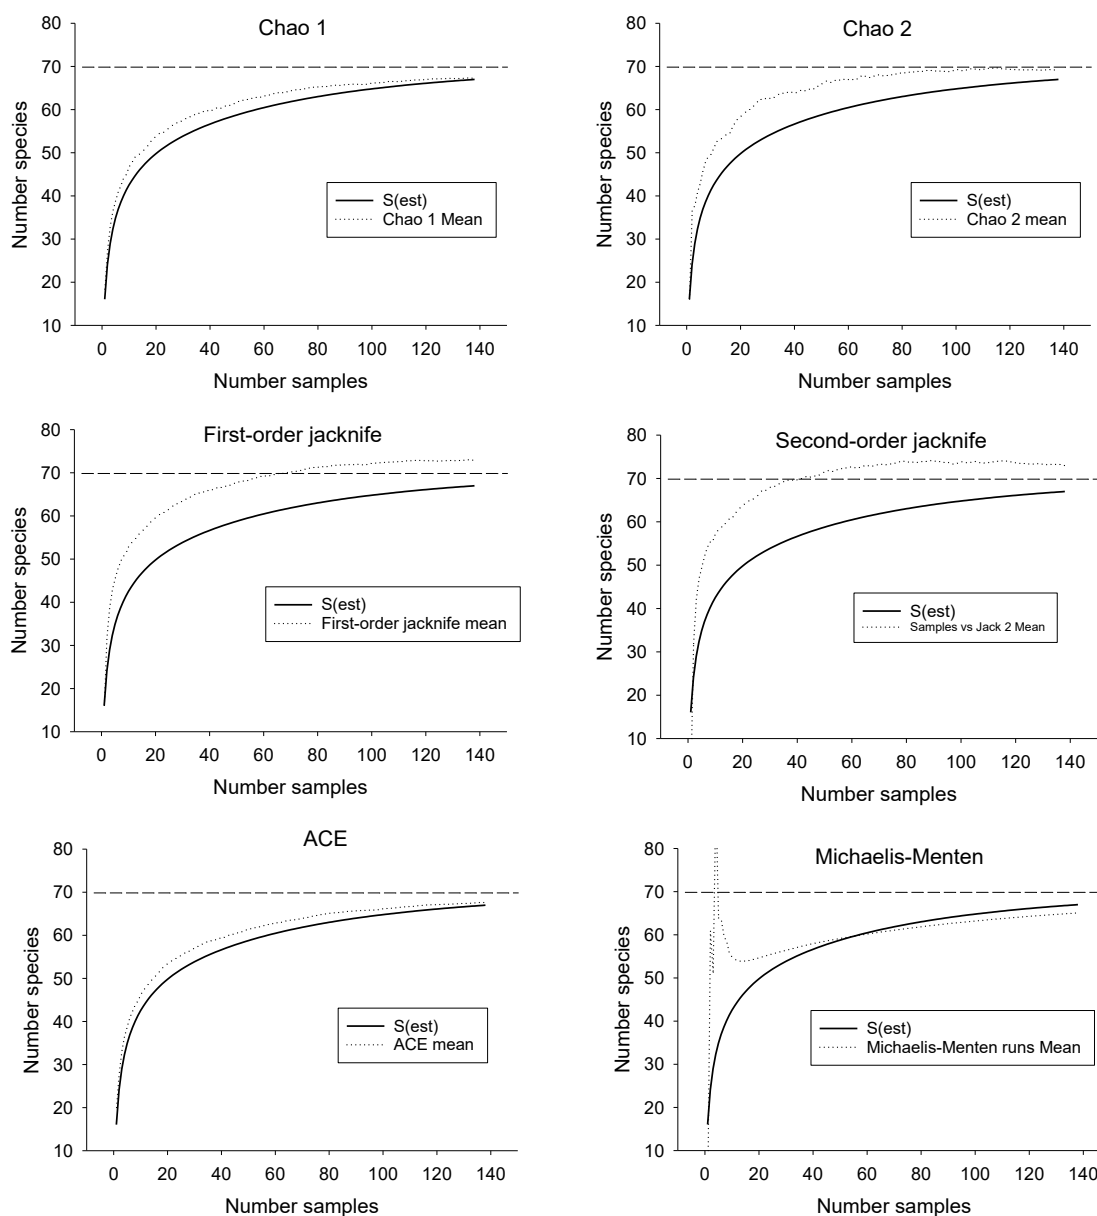 Chao 1
Number species
80
70
60
50
40
30
20
10
S(est)
Chao 1 Mean
0 20 40 60 80 100 120 140
Number samples
Chao 2
Number species
80
70
60
50
40
30
20
10
S(est)
Chao 2 mean
0 20 40 60 80 100 120 140
Number samples
First-order jacknife
Number species
80
70
60
50
40
30
20
10
S(est)
First-order jacknife mean
0 20 40 60 80 100 120 140
Number samples
Second-order jacknife
Number species
80
70
60
50
40
30
20
10
S(est)
Samples vs Jack 2 Mean
0 20 40 60 80 100 120 140
Number samples
ACE
Number species
80
70
60
50
40
30
20
10
S(est)
ACE mean
0 20 40 60 80 100 120 140
Number samples
Michaelis-Menten
Number species
80
70
60
50
40
30
20
10
S(est)
Michaelis-Menten runs Mean
0 20 40 60 80 100 120 140
Number samples